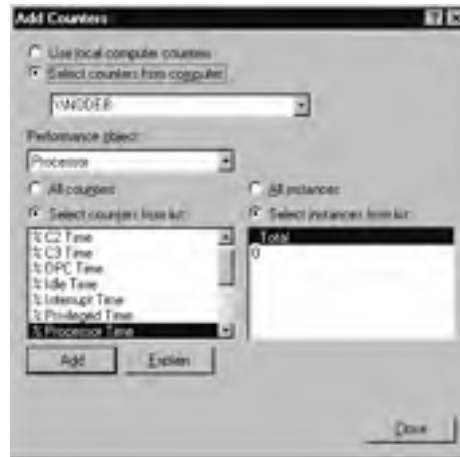 Add Counters
Use local computer counters
Select counters from computer:
\\NODEB
Performance object:
Processor
All counters
All instances
Select counters from list:
Select instances from list:
% C2 Time
% C3 Time
% DPC Time
% Idle Time
% Interrupt Time
% Privileged Time
% Processor Time
_Total
0
Add
Explain
Close